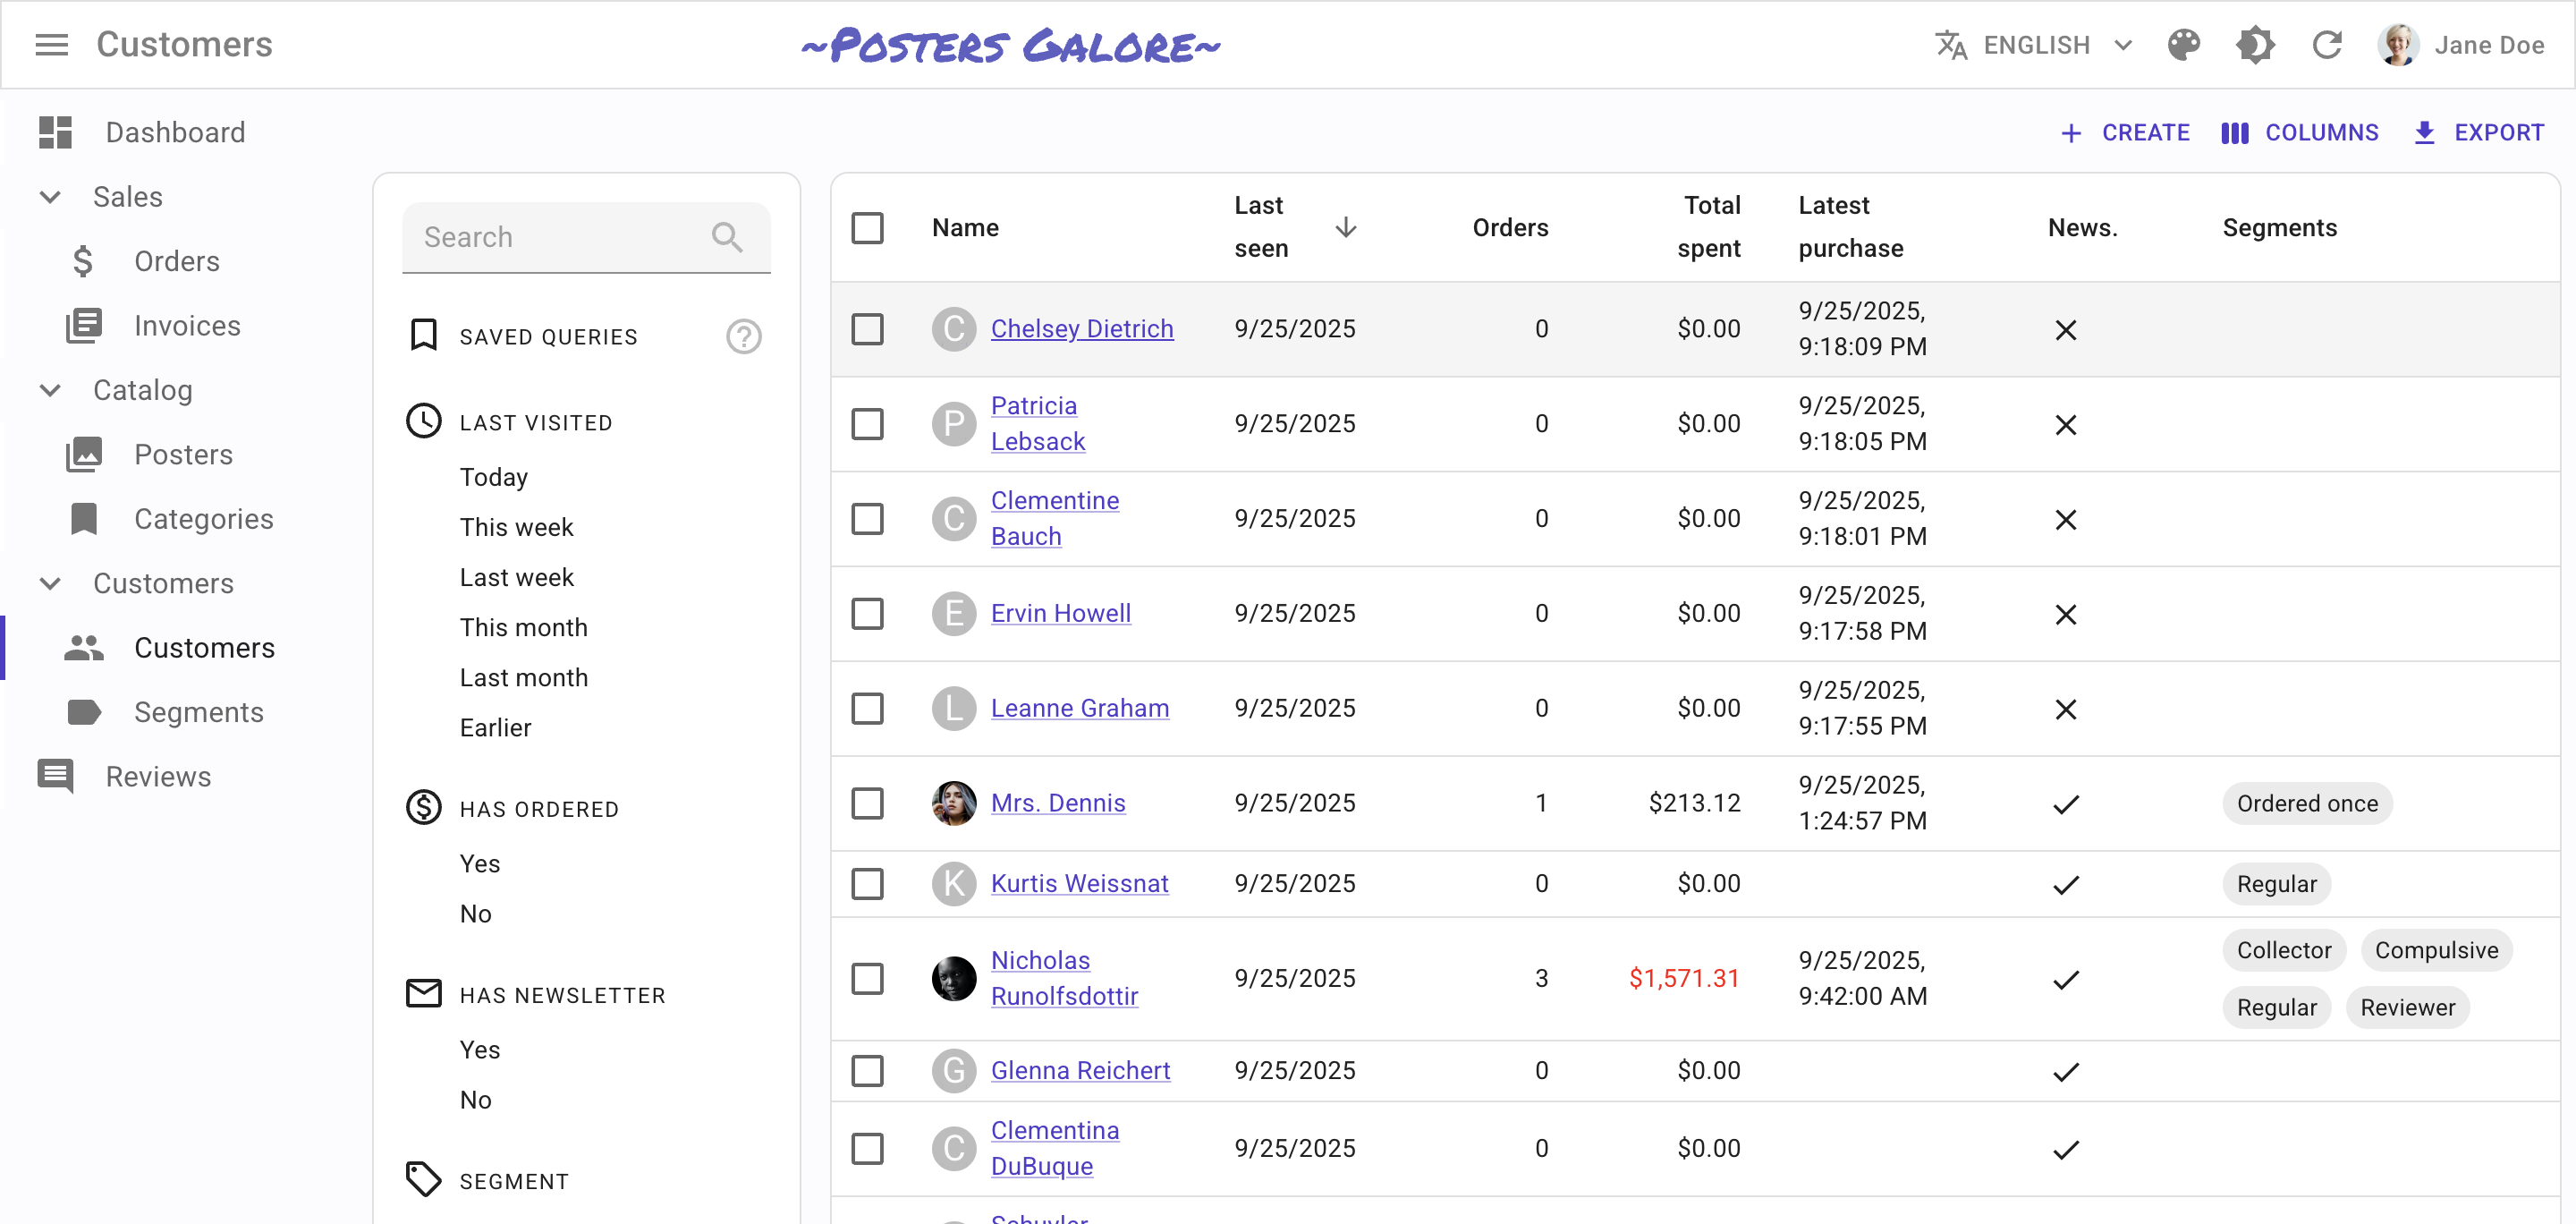 Customers
~Posters Galore~
ENGLISH
Jane Doe
Dashboard
Sales
Orders
Invoices
Catalog
Posters
Categories
Customers
Customers
Segments
Reviews
CREATE
COLUMNS
EXPORT
Search
SAVED QUERIES
?
LAST VISITED
Today
This week
Last week
This month
Last month
Earlier
HAS ORDERED
Yes
No
HAS NEWSLETTER
Yes
No
SEGMENT
Name
Last
seen
Orders
Total
spent
Latest
purchase
News.
Segments
C Chelsey Dietrich 9/25/2025 0 $0.00 9/25/2025,
9:18:09 PM
P Patricia
Lebsack 9/25/2025 0 $0.00 9/25/2025,
9:18:05 PM
C Clementine
Bauch 9/25/2025 0 $0.00 9/25/2025,
9:18:01 PM
E Ervin Howell 9/25/2025 0 $0.00 9/25/2025,
9:17:58 PM
L Leanne Graham 9/25/2025 0 $0.00 9/25/2025,
9:17:55 PM
Mrs. Dennis 9/25/2025 1 $213.12 9/25/2025,
1:24:57 PM Ordered once
K Kurtis Weissnat 9/25/2025 0 $0.00 Regular
Nicholas
Runolfsdottir 9/25/2025 3 $1,571.31 9/25/2025,
9:42:00 AM Collector Compulsive
Regular Reviewer
G Glenna Reichert 9/25/2025 0 $0.00
C Clementina
DuBuque 9/25/2025 0 $0.00